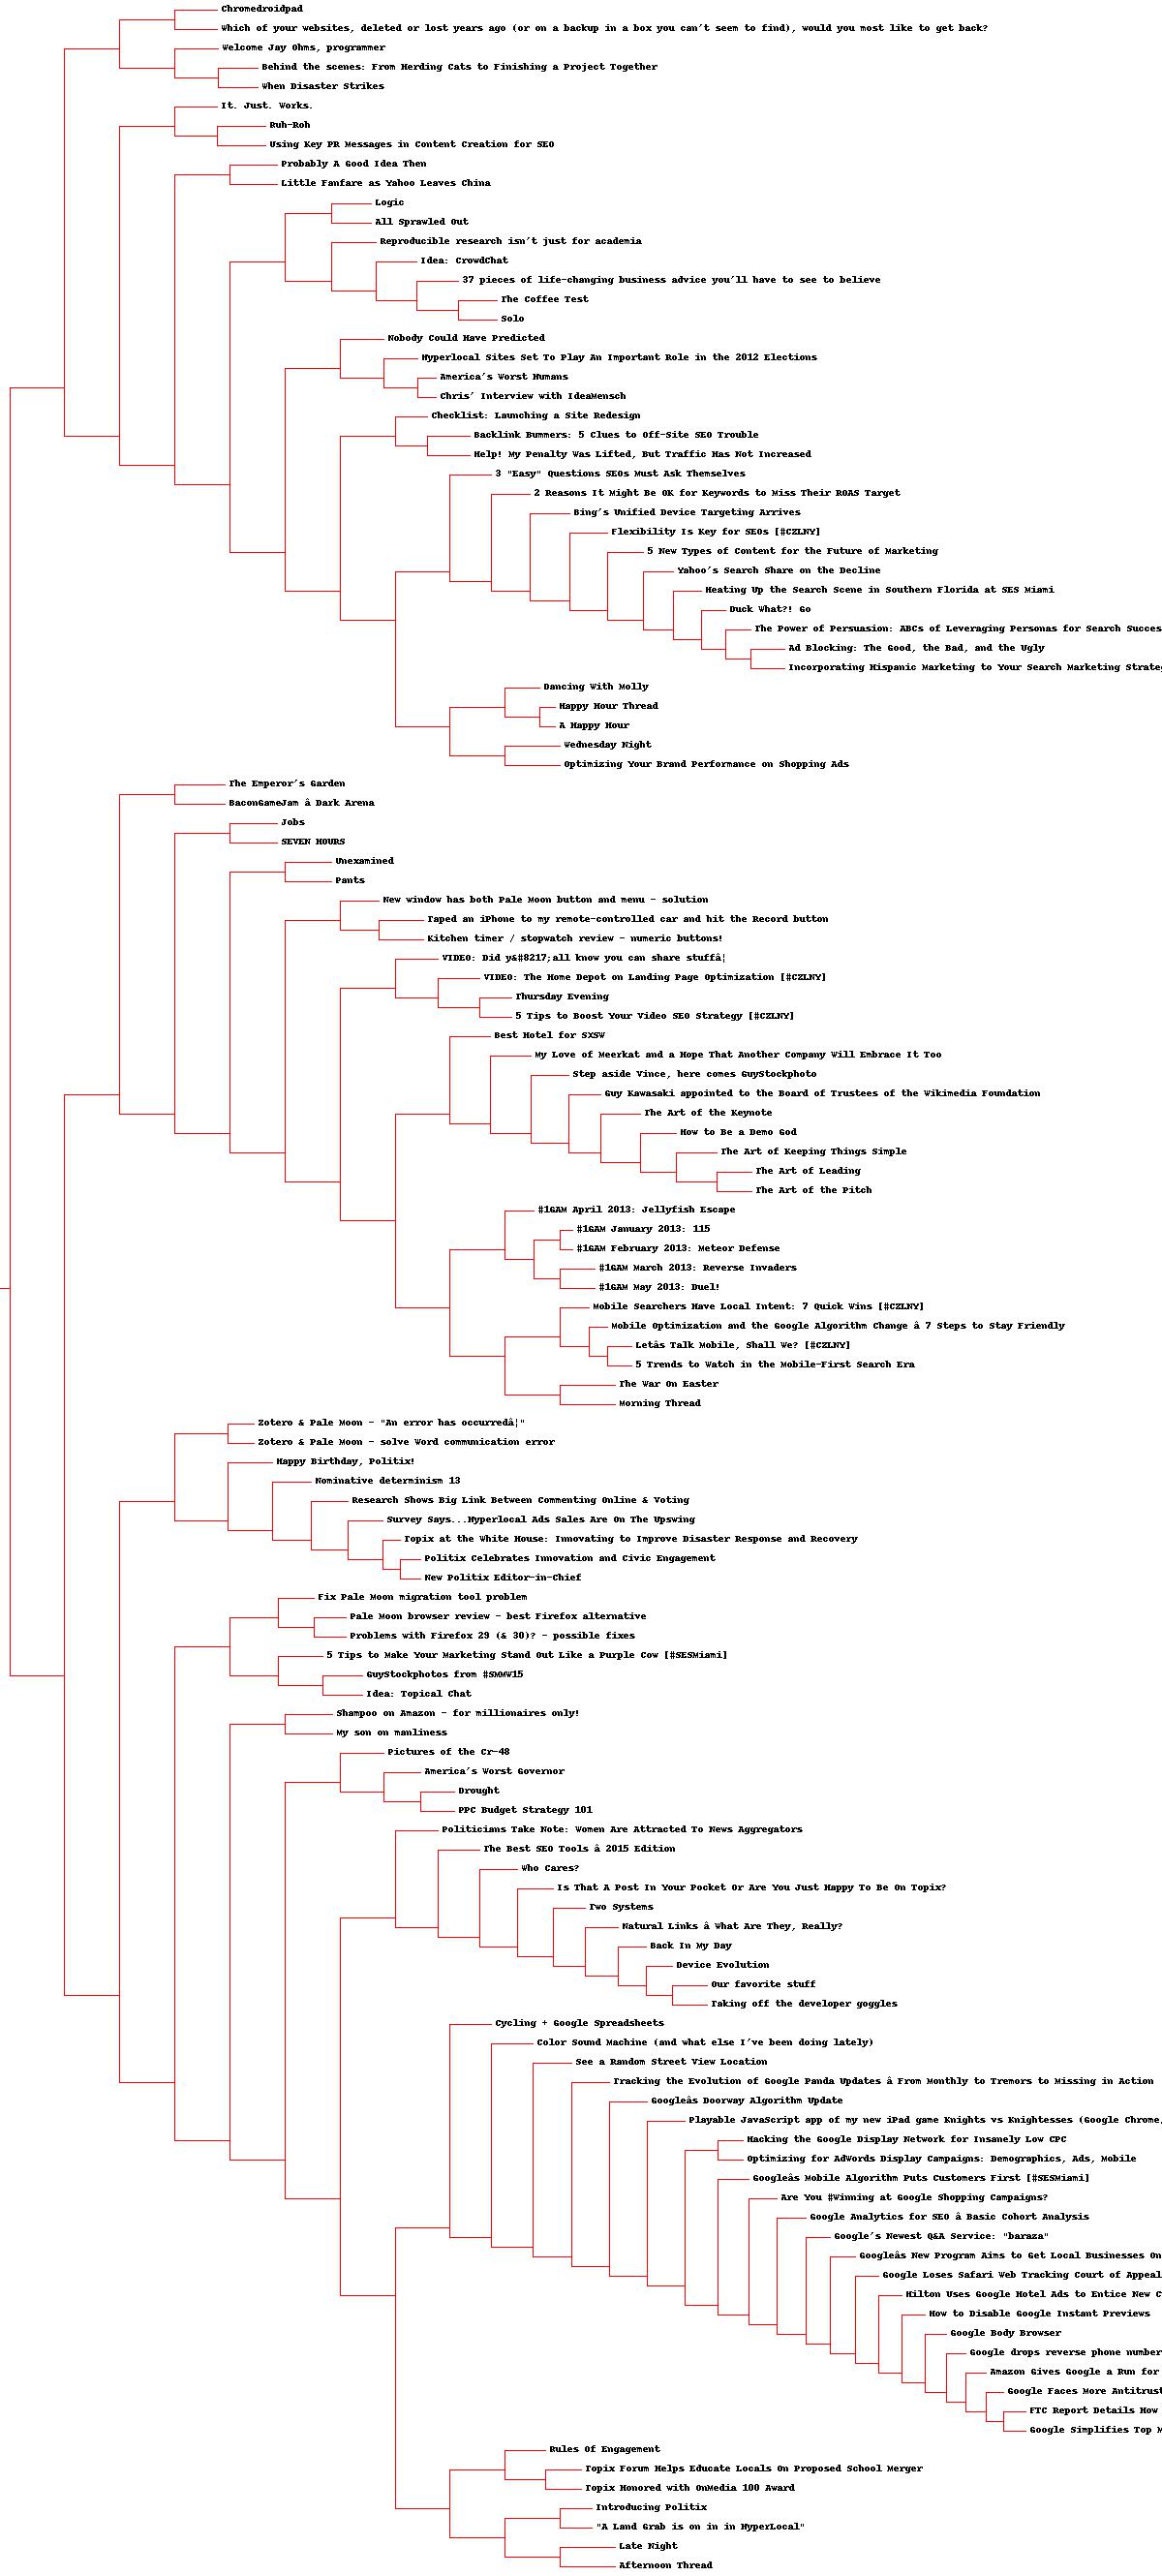 Chromedroidpad
Which of your websites, deleted or lost years ago (or on a backup in a box you can't seem to find), would you most like to get back?
Welcome Jay Ohms, programmer
Behind the scenes: From Herding Cats to Finishing a Project Together
When Disaster Strikes
It. Just. Works.
Ruh-Roh
Using Key PR Messages in Content Creation for SEO
Probably A Good Idea Then
Little Fanfare as Yahoo Leaves China
Logic
All Sprawled Out
Reproducible research isn't just for academia
Idea: CrowdChat
37 pieces of life-changing business advice you'll have to see to believe
The Coffee Test
Solo
Nobody Could Have Predicted
Hyperlocal Sites Set To Play An Important Role in the 2012 Elections
America's Worst Humans
Chris' Interview with IdeaMensch
Checklist: Launching a Site Redesign
Backlink Bummers: 5 Clues to Off-Site SEO Trouble
Help! My Penalty Was Lifted, But Traffic Has Not Increased
3 "Easy" Questions SEOs Must Ask Themselves
2 Reasons It Might Be OK for Keywords to Miss Their ROAS Target
Bing's Unified Device Targeting Arrives
Flexibility Is Key for SEOs [#CZLNY]
5 New Types of Content for the Future of Marketing
Yahoo's Search Share on the Decline
Heating Up the Search Scene in Southern Florida at SES Miami
Duck What?! Go
The Power of Persuasion: ABCs of Leveraging Personas for Search Succes
Ad Blocking: The Good, the Bad, and the Ugly
Incorporating Hispanic Marketing to Your Search Marketing Strate
Dancing With Molly
Happy Hour Thread
A Happy Hour
Wednesday Night
Optimizing Your Brand Performance on Shopping Ads
The Emperor's Garden
BaconGameJam â Dark Arena
Jobs
SEVEN HOURS
Unexamined
Pants
New window has both Pale Moon button and menu - solution
Taped an iPhone to my remote-controlled car and hit the Record button
Kitchen timer / stopwatch review - numeric buttons!
VIDEO: Did y&#8217;all know you can share stuffâ¦
VIDEO: The Home Depot on Landing Page Optimization [#CZLNY]
Thursday Evening
5 Tips to Boost Your Video SEO Strategy [#CZLNY]
Best Hotel for SXSW
My Love of Meerkat and a Hope That Another Company Will Embrace It Too
Step aside Vince, here comes GuyStockphoto
Guy Kawasaki appointed to the Board of Trustees of the Wikimedia Foundation
The Art of the Keynote
How to Be a Demo God
The Art of Keeping Things Simple
The Art of Leading
The Art of the Pitch
#1GAM April 2013: Jellyfish Escape
#1GAM January 2013: 115
#1GAM February 2013: Meteor Defense
#1GAM March 2013: Reverse Invaders
#1GAM May 2013: Duel!
Mobile Searchers Have Local Intent: 7 Quick Wins [#CZLNY]
Mobile Optimization and the Google Algorithm Change â 7 Steps to Stay Friendly
Letâs Talk Mobile, Shall We? [#CZLNY]
5 Trends to Watch in the Mobile-First Search Era
The War On Easter
Morning Thread
Zotero & Pale Moon - "An error has occurredâ¦"
Zotero & Pale Moon - solve Word communication error
Happy Birthday, Politix!
Nominative determinism 13
Research Shows Big Link Between Commenting Online & Voting
Survey Says...Hyperlocal Ads Sales Are On The Upswing
Topix at the White House: Innovating to Improve Disaster Response and Recovery
Politix Celebrates Innovation and Civic Engagement
New Politix Editor-in-Chief
Fix Pale Moon migration tool problem
Pale Moon browser review - best Firefox alternative
Problems with Firefox 29 (& 30)? - possible fixes
5 Tips to Make Your Marketing Stand Out Like a Purple Cow [#SESMiami]
GuyStockphotos from #SMMW15
Idea: Topical Chat
Shampoo on Amazon - for millionaires only!
My son on manliness
Pictures of the Cr-48
America's Worst Governor
Drought
PPC Budget Strategy 101
Politicians Take Note: Women Are Attracted To News Aggregators
The Best SEO Tools â 2015 Edition
Who Cares?
Is That A Post In Your Pocket Or Are You Just Happy To Be On Topix?
Two Systems
Natural Links â What Are They, Really?
Back In My Day
Device Evolution
Our favorite stuff
Taking off the developer goggles
Cycling + Google Spreadsheets
Color Sound Machine (and what else I've been doing lately)
See a Random Street View Location
Tracking the Evolution of Google Panda Updates â From Monthly to Tremors to Missing in Action
Googleâs Doorway Algorithm Update
Playable JavaScript app of my new iPad game Knights vs Knightesses (Google Chrome,
Hacking the Google Display Network for Insanely Low CPC
Optimizing for AdWords Display Campaigns: Demographics, Ads, Mobile
Googleâs Mobile Algorithm Puts Customers First [#SESMiami]
Are You #Winning at Google Shopping Campaigns?
Google Analytics for SEO â Basic Cohort Analysis
Google's Newest Q&A Service: "baraza"
Googleâs New Program Aims to Get Local Businesses On
Google Loses Safari Web Tracking Court of Appeal
Hilton Uses Google Hotel Ads to Entice New C
How to Disable Google Instant Previews
Google Body Browser
Google drops reverse phone number
Amazon Gives Google a Run for
Google Faces More Antitrust
FTC Report Details How
Google Simplifies Top M
Rules Of Engagement
Topix Forum Helps Educate Locals On Proposed School Merger
Topix Honored with OnMedia 100 Award
Introducing Politix
"A Land Grab is on in in HyperLocal"
Late Night
Afternoon Thread